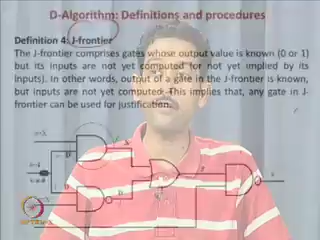 D-Algorithm: Definitions and procedures
Definition 4: J-frontier
The J-frontier comprises gates whose output value is known (0 or 1)
but its inputs are not yet computed (or not yet implied by its
inputs). In other words, output of a gate in the J-frontier is known,
but inputs are not yet computed. This implies that, any gate in J-
frontier can be used for justification.